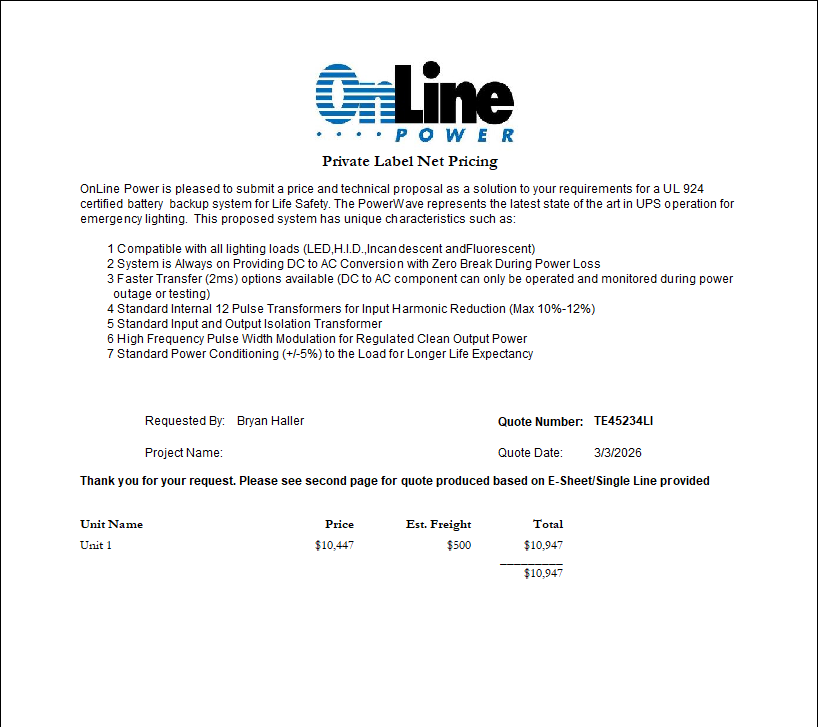 OnLine
POWER
Private Label Net Pricing
OnLine Power is pleased to submit a price and technical proposal as a solution to your requirements for a UL 924
certified battery backup system for Life Safety. The PowerWave represents the latest state of the art in UPS operation for
emergency lighting. This proposed system has unique characteristics such as:
1 Compatible with all lighting loads (LED,H.I.D.,Incandescent andFluorescent)
2 System is Always on Providing DC to AC Conversion with Zero Break During Power Loss
3 Faster Transfer (2ms) options available (DC to AC component can only be operated and monitored during power
outage or testing)
4 Standard Internal 12 Pulse Transformers for Input Harmonic Reduction (Max 10%-12%)
5 Standard Input and Output Isolation Transformer
6 High Frequency Pulse Width Modulation for Regulated Clean Output Power
7 Standard Power Conditioning (+/-5%) to the Load for Longer Life Expectancy
Requested By: Bryan Haller Quote Number: TE45234LI
Project Name: Quote Date: 3/3/2026
Thank you for your request. Please see second page for quote produced based on E-Sheet/Single Line provided
Unit Name Price Est. Freight Total
Unit 1 $10,447 $500 $10,947
$10,947